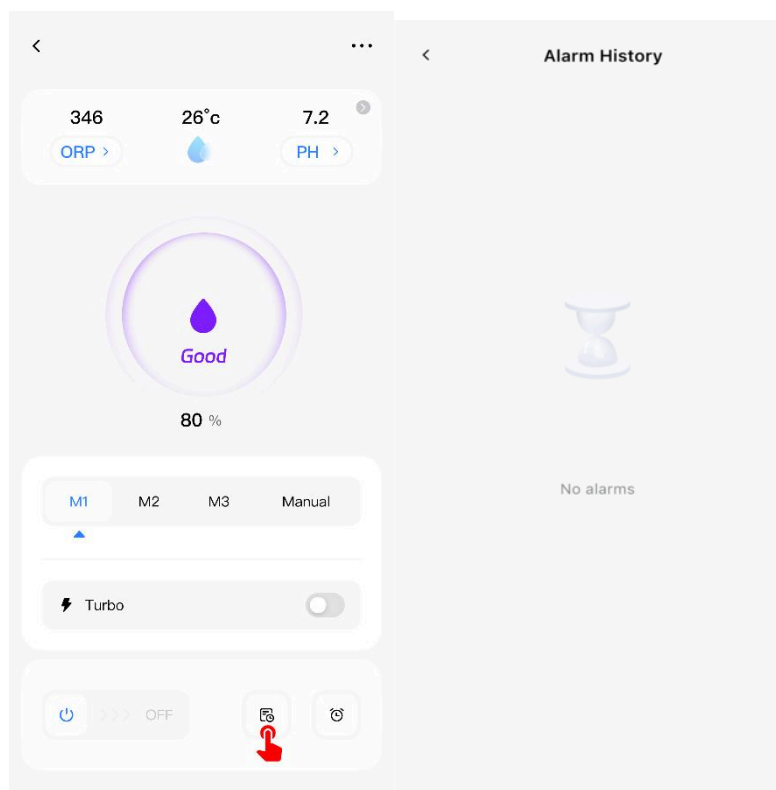 346 26°c 7.2
ORP > PH >
Good
80 %
M1 M2 M3 Manual
Turbo
>>> OFF
Alarm History
No alarms